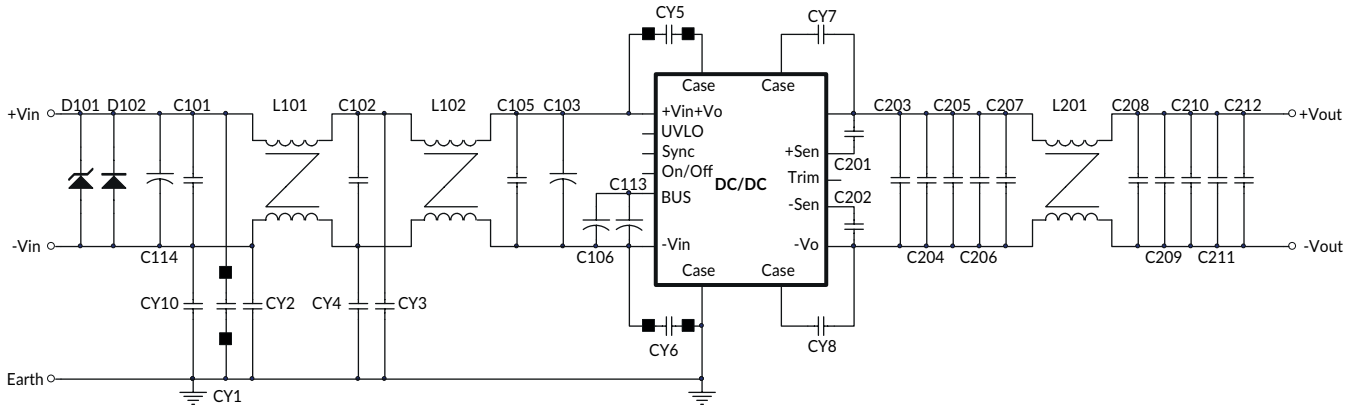 CY5
CY7
Case
Case
+Vin
D101
D102
C101
L101
C102
L102
C105
C103
+Vin+Vo
C203
C205
C207
L201
C208
C210
C212
+Vout
UVLO
Sync
+Sen
C201
On/Off
DC/DC
Trim
C113
BUS
-Sen
C202
-Vin
C114
C106
-Vin
-Vo
C204
C206
C209
C211
-Vout
Case
Case
CY10
CY2
CY4
CY3
CY6
CY8
Earth
CY1